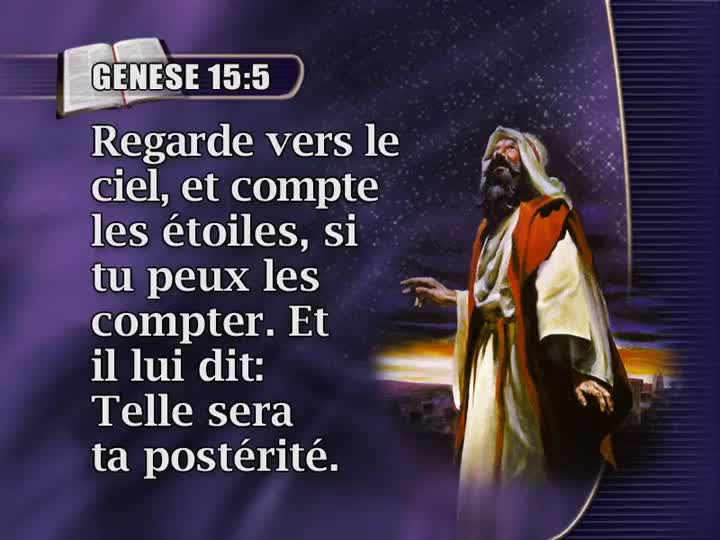 GENESE 15:5
Regarde vers le
ciel, et compte
les étoiles, si
tu peux les
compter. Et
il lui dit:
Telle sera
ta postérité.